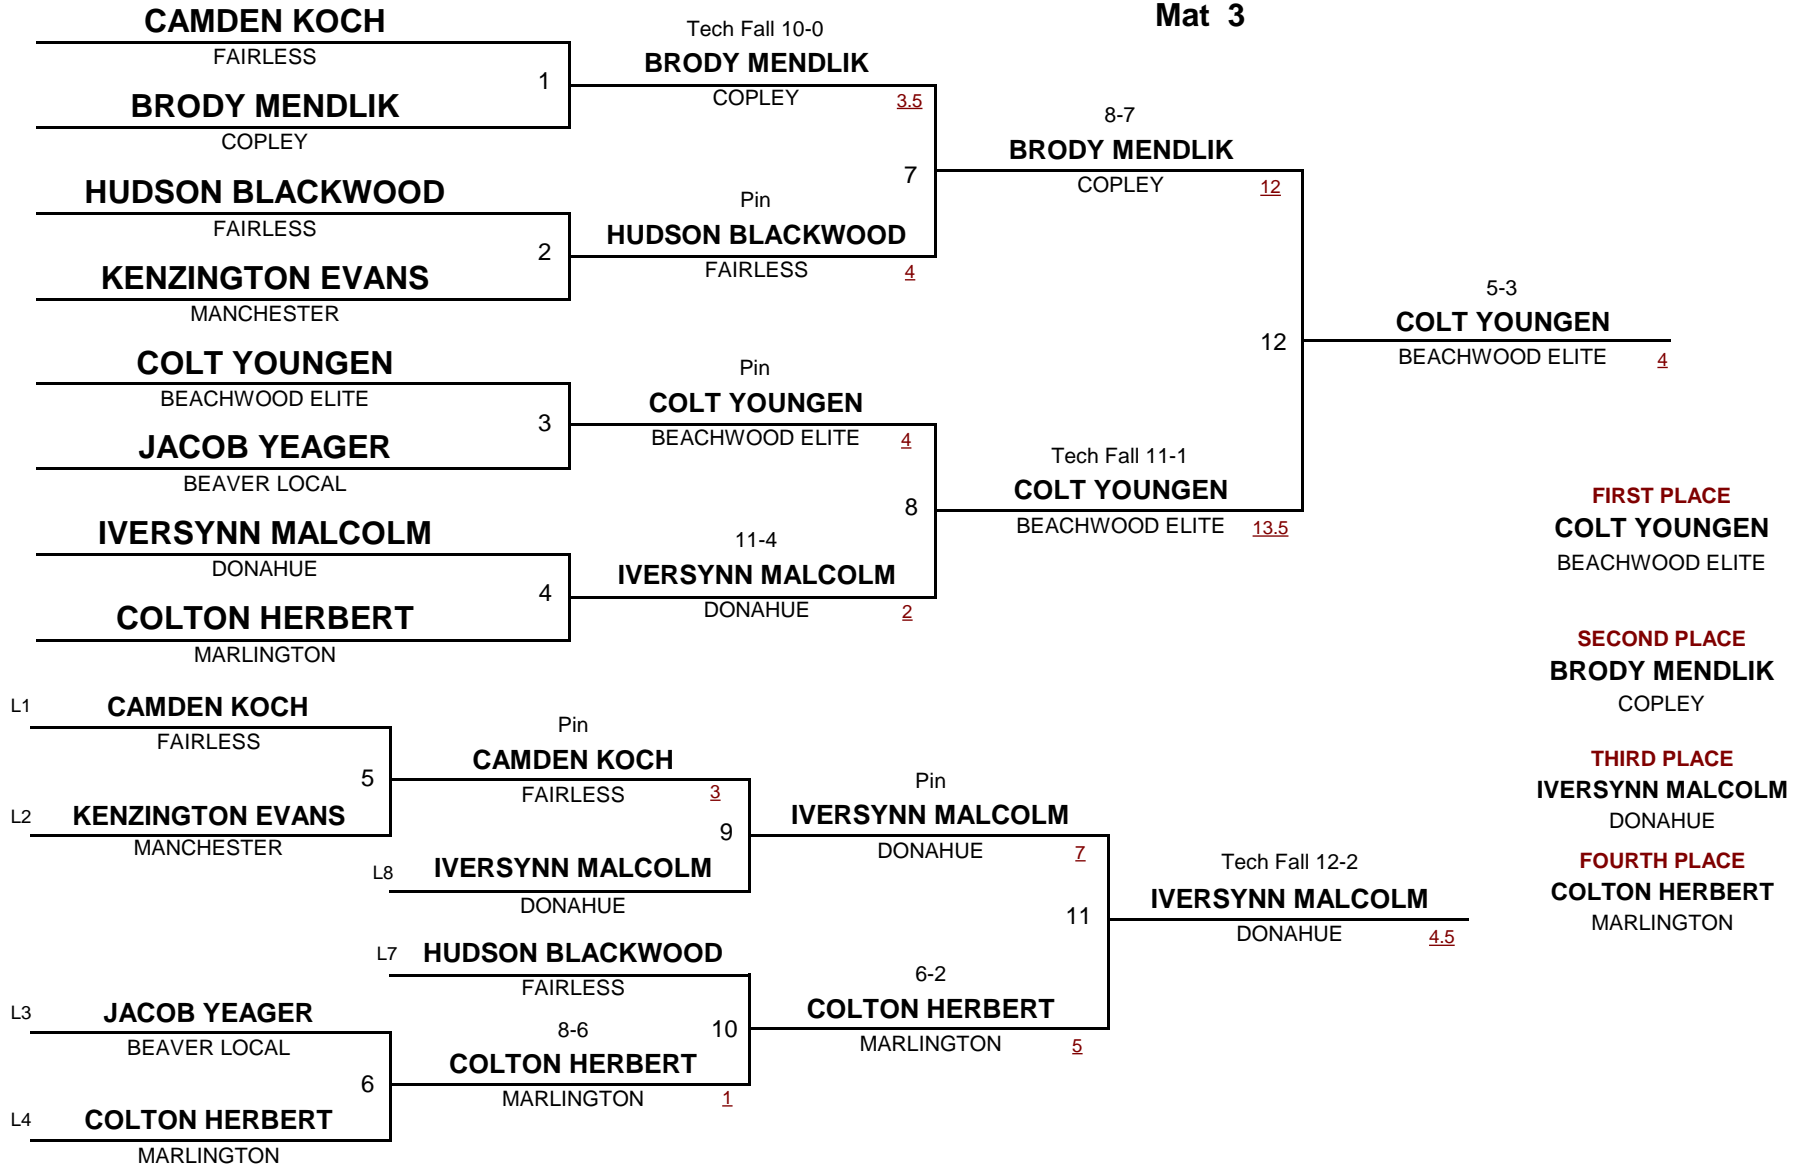 Mat 3
CAMDEN KOCH
FAIRLESS
1
BRODY MENDLIK
COPLEY
HUDSON BLACKWOOD
FAIRLESS
2
KENZINGTON EVANS
MANCHESTER
COLT YOUNGEN
BEACHWOOD ELITE
3
JACOB YEAGER
BEAVER LOCAL
IVERSYNN MALCOLM
DONAHUE
4
COLTON HERBERT
MARLINGTON
Tech Fall 10-0
BRODY MENDLIK
COPLEY 3.5
7
Pin
HUDSON BLACKWOOD
FAIRLESS 4
Pin
COLT YOUNGEN
BEACHWOOD ELITE 4
8
11-4
IVERSYNN MALCOLM
DONAHUE 2
8-7
BRODY MENDLIK
COPLEY 12
12
Tech Fall 11-1
COLT YOUNGEN
BEACHWOOD ELITE 13.5
5-3
COLT YOUNGEN
BEACHWOOD ELITE 4
FIRST PLACE
COLT YOUNGEN
BEACHWOOD ELITE
SECOND PLACE
BRODY MENDLIK
COPLEY
THIRD PLACE
IVERSYNN MALCOLM
DONAHUE
FOURTH PLACE
COLTON HERBERT
MARLINGTON
L1 CAMDEN KOCH
FAIRLESS
5
L2 KENZINGTON EVANS
MANCHESTER
L3 JACOB YEAGER
BEAVER LOCAL
6
L4 COLTON HERBERT
MARLINGTON
Pin
CAMDEN KOCH
FAIRLESS 3
9
L8 IVERSYNN MALCOLM
DONAHUE
L7 HUDSON BLACKWOOD
FAIRLESS
10
8-6
COLTON HERBERT
MARLINGTON 1
Pin
IVERSYNN MALCOLM
DONAHUE 7
11
6-2
COLTON HERBERT
MARLINGTON 5
Tech Fall 12-2
IVERSYNN MALCOLM
DONAHUE 4.5